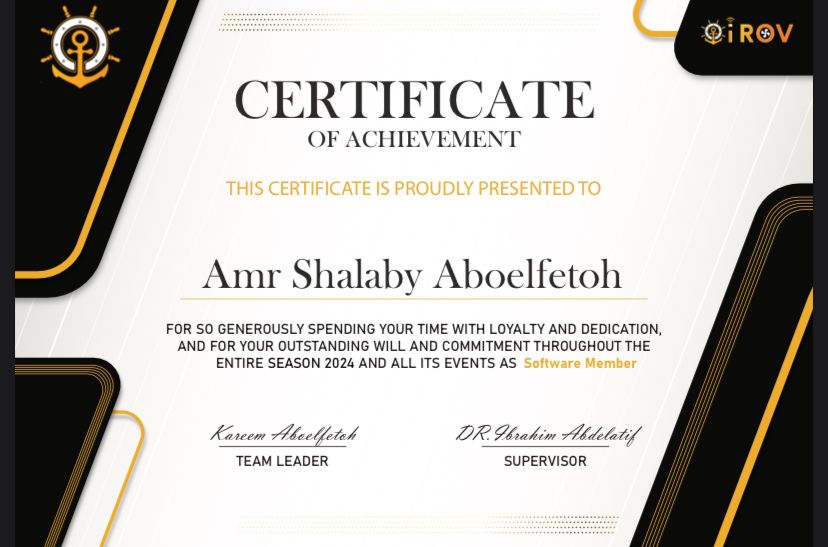 i ROV
CERTIFICATE
OF ACHIEVEMENT
THIS CERTIFICATE IS PROUDLY PRESENTED TO
Amr Shalaby Aboelfetoh
FOR SO GENEROUSLY SPENDING YOUR TIME WITH LOYALTY AND DEDICATION,
AND FOR YOUR OUTSTANDING WILL AND COMMITMENT THROUGHOUT THE
ENTIRE SEASON 2024 AND ALL ITS EVENTS AS Software Member
Kareem Aboelfetoh DR.Ibrahim Abdelatif
TEAM LEADER SUPERVISOR